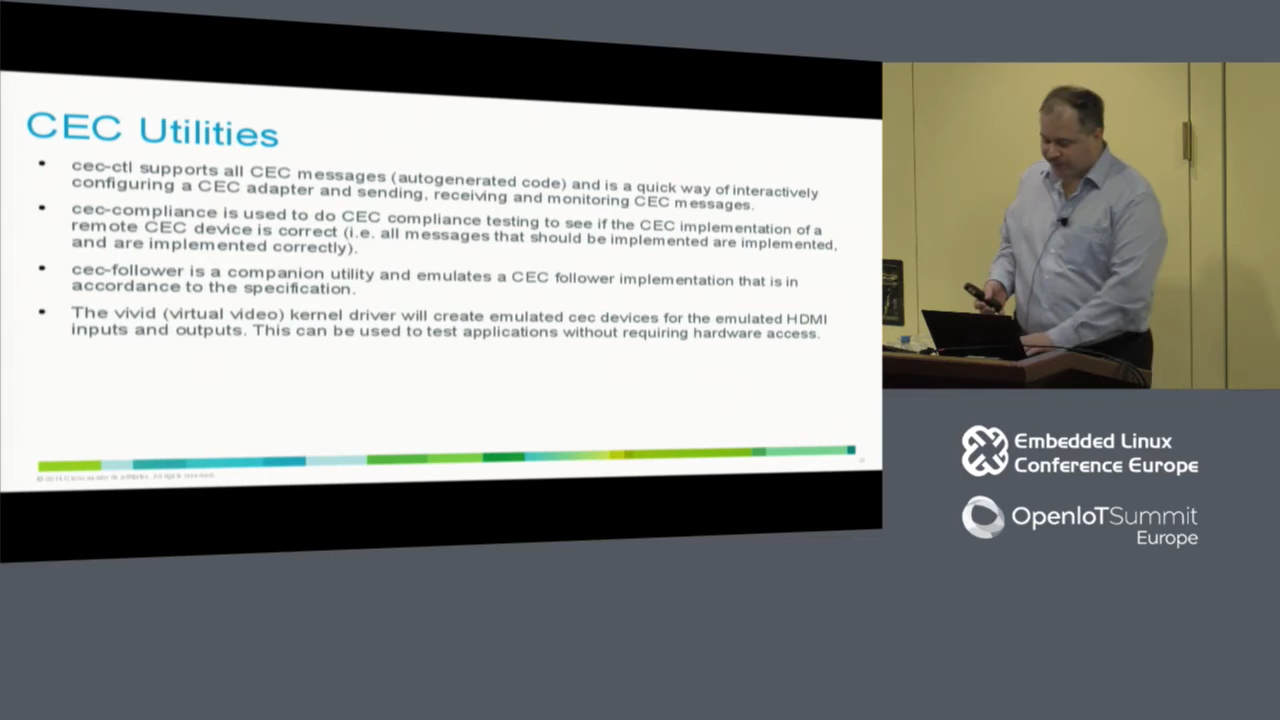 CEC Utilities
• cec-ctl supports all CEC messages (autogenerated code) and is a quick way of interactively
configuring a CEC adapter and sending, receiving and monitoring CEC messages.
• cec-compliance is used to do CEC compliance testing to see if the CEC implementation of a
remote CEC device is correct (i.e. all messages that should be implemented are implemented,
and are implemented correctly).
• cec-follower is a companion utility and emulates a CEC follower implementation that is in
accordance to the specification.
• The vivid (virtual video) kernel driver will create emulated cec devices for the emulated HDMI
inputs and outputs. This can be used to test applications without requiring hardware access.
Embedded Linux
Conference Europe
OpenIoTSummit
Europe